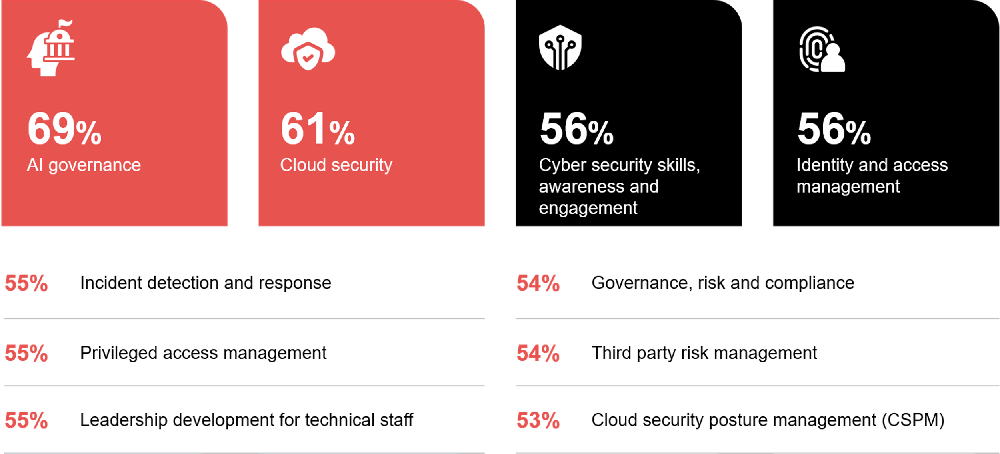 69%
AI governance
61%
Cloud security
56%
Cyber security skills,
awareness and
engagement
56%
Identity and access
management
55% Incident detection and response
55% Privileged access management
55% Leadership development for technical staff
54% Governance, risk and compliance
54% Third party risk management
53% Cloud security posture management (CSPM)